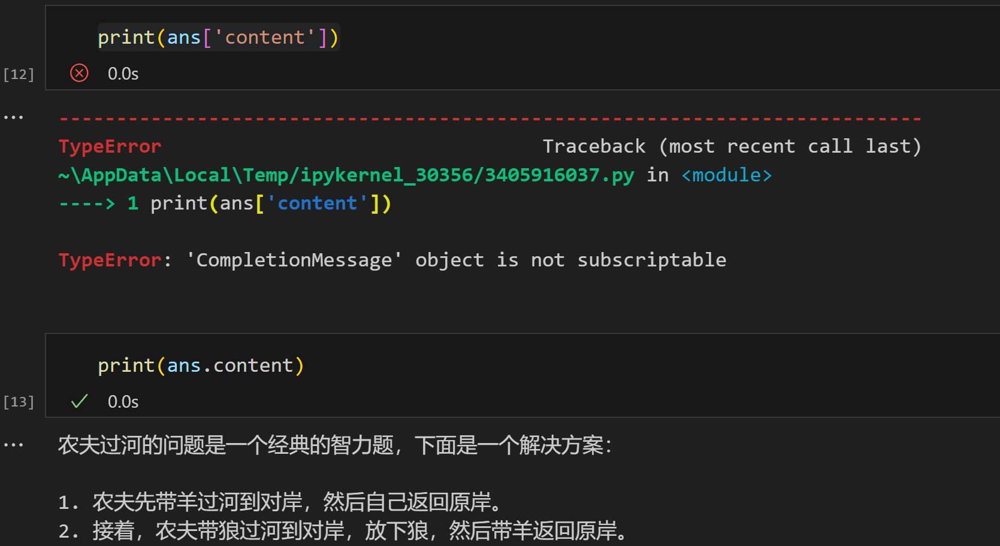 print(ans['content'])
[12]
0.0s
...
---------------------------------------------------------------------------
TypeError                                 Traceback (most recent call last)
~\AppData\Local\Temp/ipykernel_30356/3405916037.py in <module>
----> 1 print(ans['content'])
TypeError: 'CompletionMessage' object is not subscriptable
print(ans.content)
[13]
0.0s
...
农夫过河的问题是一个经典的智力题，下面是一个解决方案：
1. 农夫先带羊过河到对岸，然后自己返回原岸。
2. 接着，农夫带狼过河到对岸，放下狼，然后带羊返回原岸。